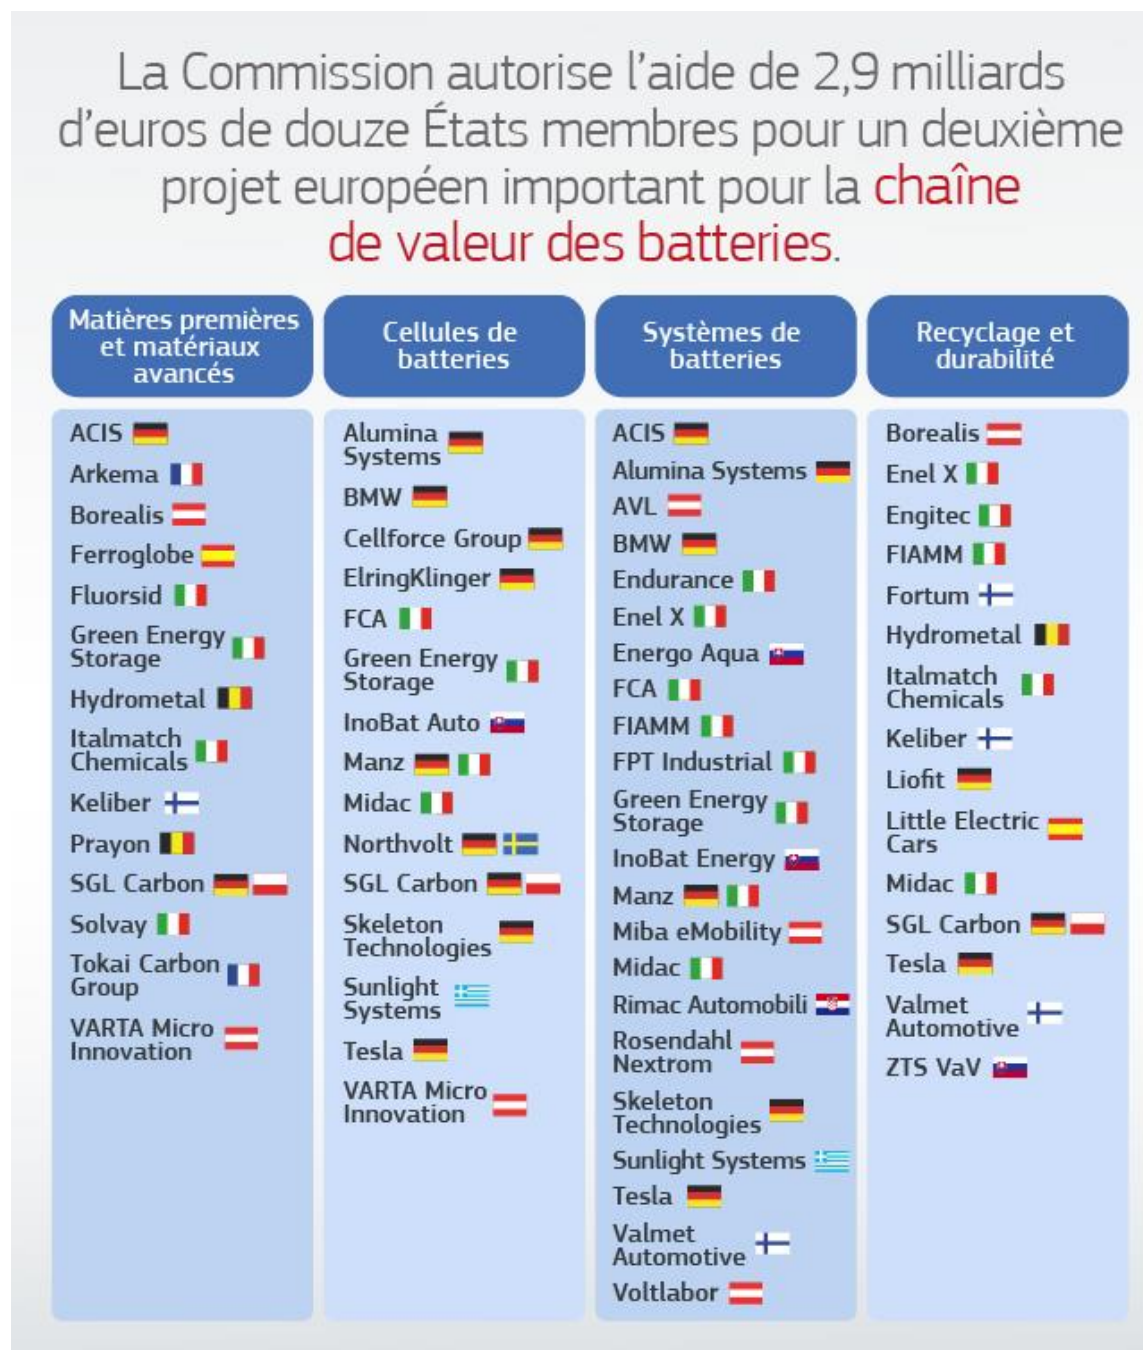 La Commission autorise l’aide de 2,9 milliards
d’euros de douze États membres pour un deuxième
projet européen important pour la chaîne
de valeur des batteries.
Matières premières
et matériaux
avancés
ACIS
Arkema
Borealis
Ferroglobe
Fluorsid
Green Energy
Storage
Hydrometal
Italmatch
Chemicals
Keliber
Prayon
SGL Carbon
Solvay
Tokai Carbon
Group
VARTA Micro
Innovation
Cellules de
batteries
Alumina
Systems
BMW
Cellforce Group
ElringKlinger
FCA
Green Energy
Storage
InoBat Auto
Manz
Midac
Northvolt
SGL Carbon
Skeleton
Technologies
Sunlight
Systems
Tesla
VARTA Micro
Innovation
Systèmes de
batteries
ACIS
Alumina Systems
AVL
BMW
Endurance
Enel X
Energo Aqua
FCA
FIAMM
FPT Industrial
Green Energy
Storage
InoBat Energy
Manz
Miba eMobility
Midac
Rimac Automobili
Rosendahl
Nextrom
Skeleton
Technologies
Sunlight Systems
Tesla
Valmet
Automotive
Voltlabor
Recyclage et
durabilité
Borealis
Enel X
Engitec
FIAMM
Fortum
Hydrometal
Italmatch
Chemicals
Keliber
Liofit
Little Electric
Cars
Midac
SGL Carbon
Tesla
Valmet
Automotive
ZTS VaV